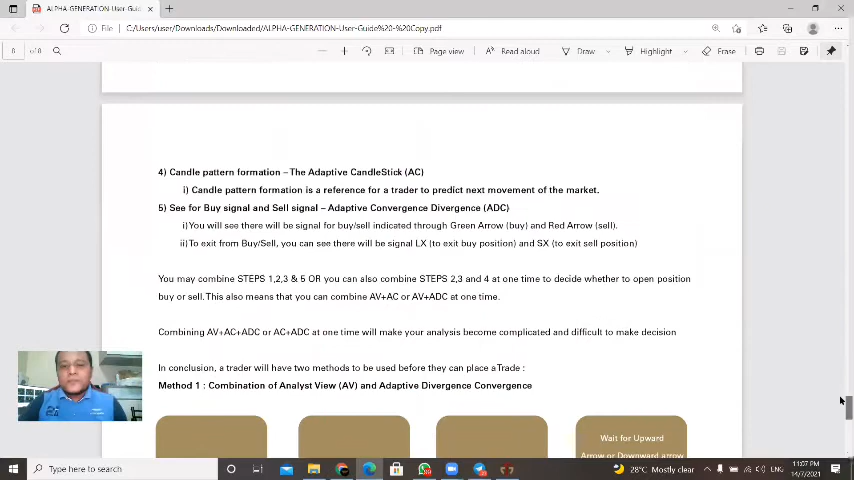 ALPHA-GENERATION-User-Guide
File
C:/Users/user/Downloads/Downloaded/ALPHA-GENERATION-User-Guide%20-%20Copy.pdf
8 of 8
Page view
Read aloud
Draw
Highlight
Erase
4) Candle pattern formation – The Adaptive CandleStick (AC)
i) Candle pattern formation is a reference for a trader to predict next movement of the market.
5) See for Buy signal and Sell signal – Adaptive Convergence Divergence (ADC)
i) You will see there will be signal for buy/sell indicated through Green Arrow (buy) and Red Arrow (sell).
ii) To exit from Buy/Sell, you can see there will be signal LX (to exit buy position) and SX (to exit sell position)
You may combine STEPS 1,2,3 & 5 OR you can also combine STEPS 2,3 and 4 at one time to decide whether to open position
buy or sell. This also means that you can combine AV+AC or AV+ADC at one time.
Combining AV+AC+ADC or AC+ADC at one time will make your analysis become complicated and difficult to make decision
In conclusion, a trader will have two methods to be used before they can place a Trade :
Method 1 : Combination of Analyst View (AV) and Adaptive Divergence Convergence
Wait for Upward
Arrow or Downward arrow
Type here to search
28°C Mostly clear
ENG
11:07 PM
14/7/2021